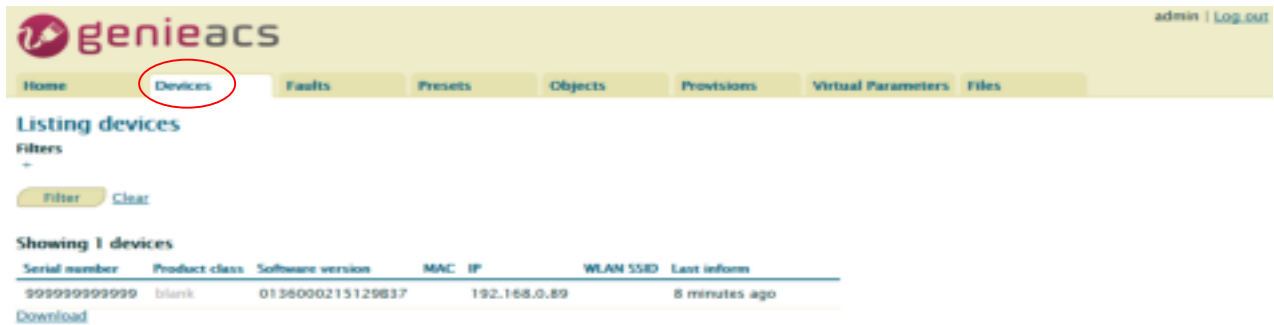 genieacs
admin | Log out
Home Devices Faults Presets Objects Provisions Virtual Parameters Files
Listing devices
Filters
+
Filter Clear
Showing 1 devices
Serial number Product class Software version MAC IP WLAN SSID Last inform
999999999999 blank 0136000215129837 192.168.0.89 8 minutes ago
Download